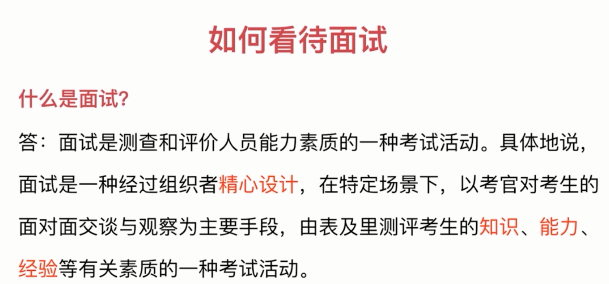 如何看待面试
什么是面试?
答：面试是测查和评价人员能力素质的一种考试活动。具体地说，
面试是一种经过组织者精心设计，在特定场景下，以考官对考生的
面对面交谈与观察为主要手段，由表及里测评考生的知识、能力、
经验等有关素质的一种考试活动。